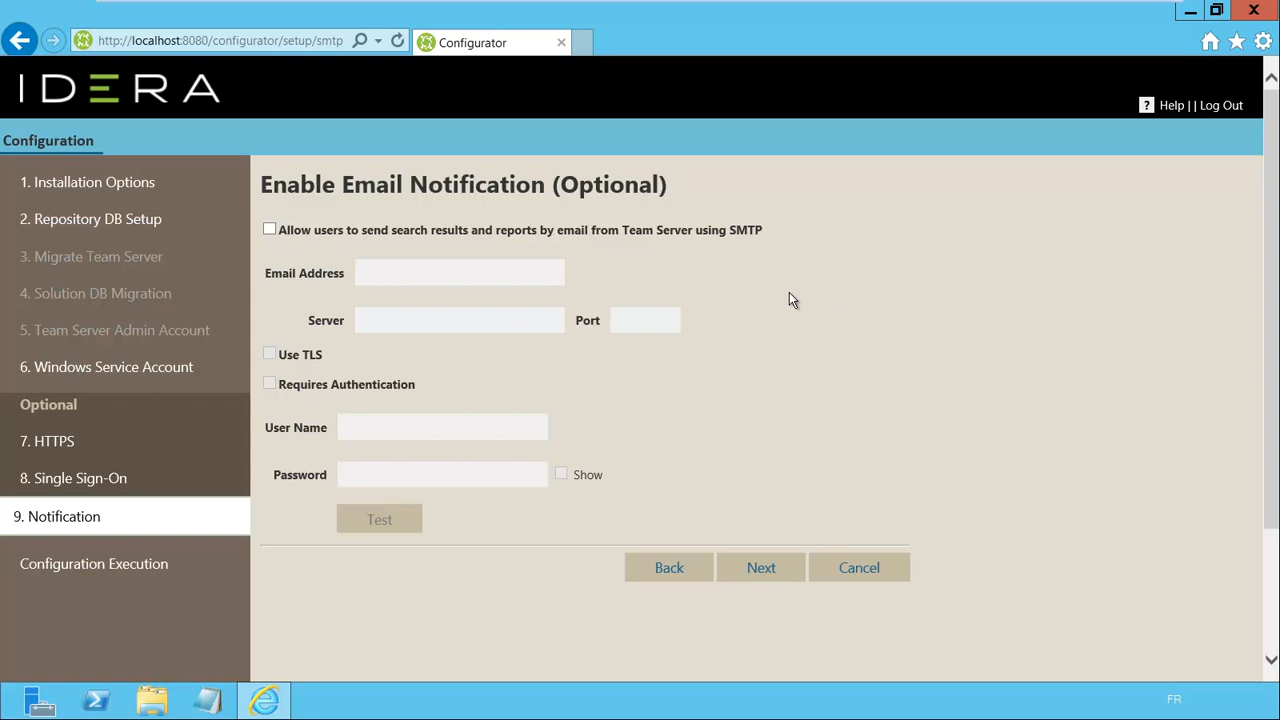 http://localhost:8080/configurator/setup/smtp
Configurator
IDERA
? Help | | Log Out
Configuration
1. Installation Options
2. Repository DB Setup
3. Migrate Team Server
4. Solution DB Migration
5. Team Server Admin Account
6. Windows Service Account
Optional
7. HTTPS
8. Single Sign-On
9. Notification
Configuration Execution
Enable Email Notification (Optional)
Allow users to send search results and reports by email from Team Server using SMTP
Email Address
Server Port
Use TLS
Requires Authentication
User Name
Password Show
Test
Back Next Cancel
FR